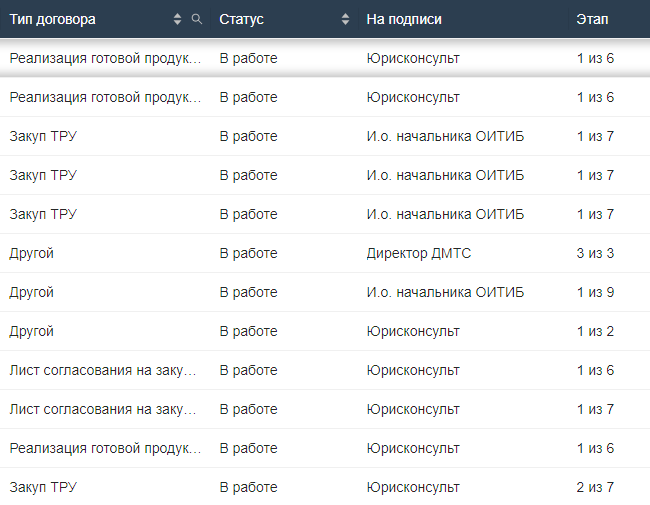 Тип договора Статус На подписи Этап
Реализация готовой продук... В работе Юрисконсульт 1 из 6
Реализация готовой продук... В работе Юрисконсульт 1 из 6
Закуп ТРУ В работе И.о. начальника ОИТИБ 1 из 7
Закуп ТРУ В работе И.о. начальника ОИТИБ 1 из 7
Закуп ТРУ В работе И.о. начальника ОИТИБ 1 из 7
Другой В работе Директор ДМТС 3 из 3
Другой В работе И.о. начальника ОИТИБ 1 из 9
Другой В работе Юрисконсульт 1 из 2
Лист согласования на заку... В работе Юрисконсульт 1 из 6
Лист согласования на заку... В работе Юрисконсульт 1 из 7
Реализация готовой продук... В работе Юрисконсульт 1 из 6
Закуп ТРУ В работе Юрисконсульт 2 из 7